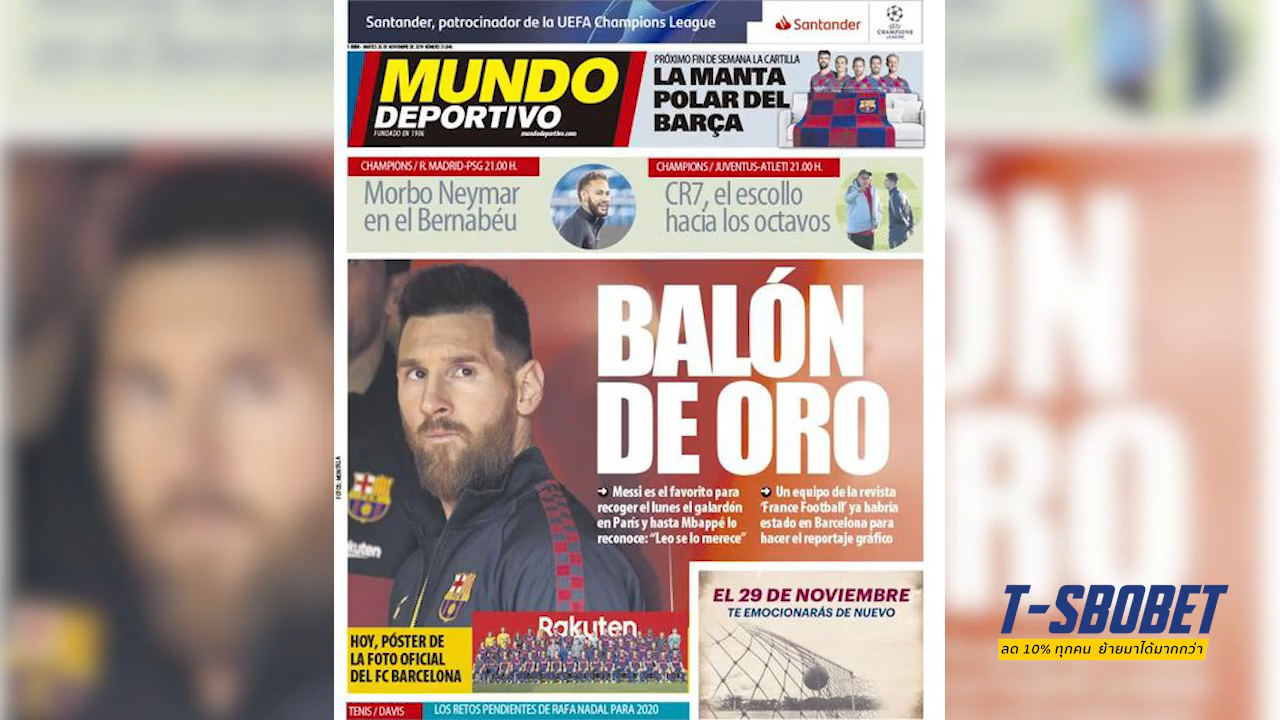 Santander, patrocinador de la UEFA Champions League
Santander
CHAMPIONS
LEAGUE
MUNDO
DEPORTIVO
FUNDADO EN 1906
mundodeportivo.com
PRÓXIMO FIN DE SEMANA LA CARTILLA
LA MANTA
POLAR DEL
BARÇA
CHAMPIONS / R. MADRID-PSG 21.00 H.
Morbo Neymar
en el Bernabéu
CHAMPIONS / JUVENTUS-ATLETI 21.00 H.
CR7, el escollo
hacia los octavos
BALÓN
DE ORO
Messi es el favorito para
recoger el lunes el galardón
en París y hasta Mbappé lo
reconoce: “Leo se lo merece”
Un equipo de la revista
‘France Football’ ya habría
estado en Barcelona para
hacer el reportaje gráfico
FOTOS: MONTILLA
Rakuten
HOY, PÓSTER DE
LA FOTO OFICIAL
DEL FC BARCELONA
EL 29 DE NOVIEMBRE
TE EMOCIONARÁS DE NUEVO
TENIS / DAVIS
LOS RETOS PENDIENTES DE RAFA NADAL PARA 2020
T-SBOBET
ลด 10% ทุกคน ย้ายมาได้มากกว่า